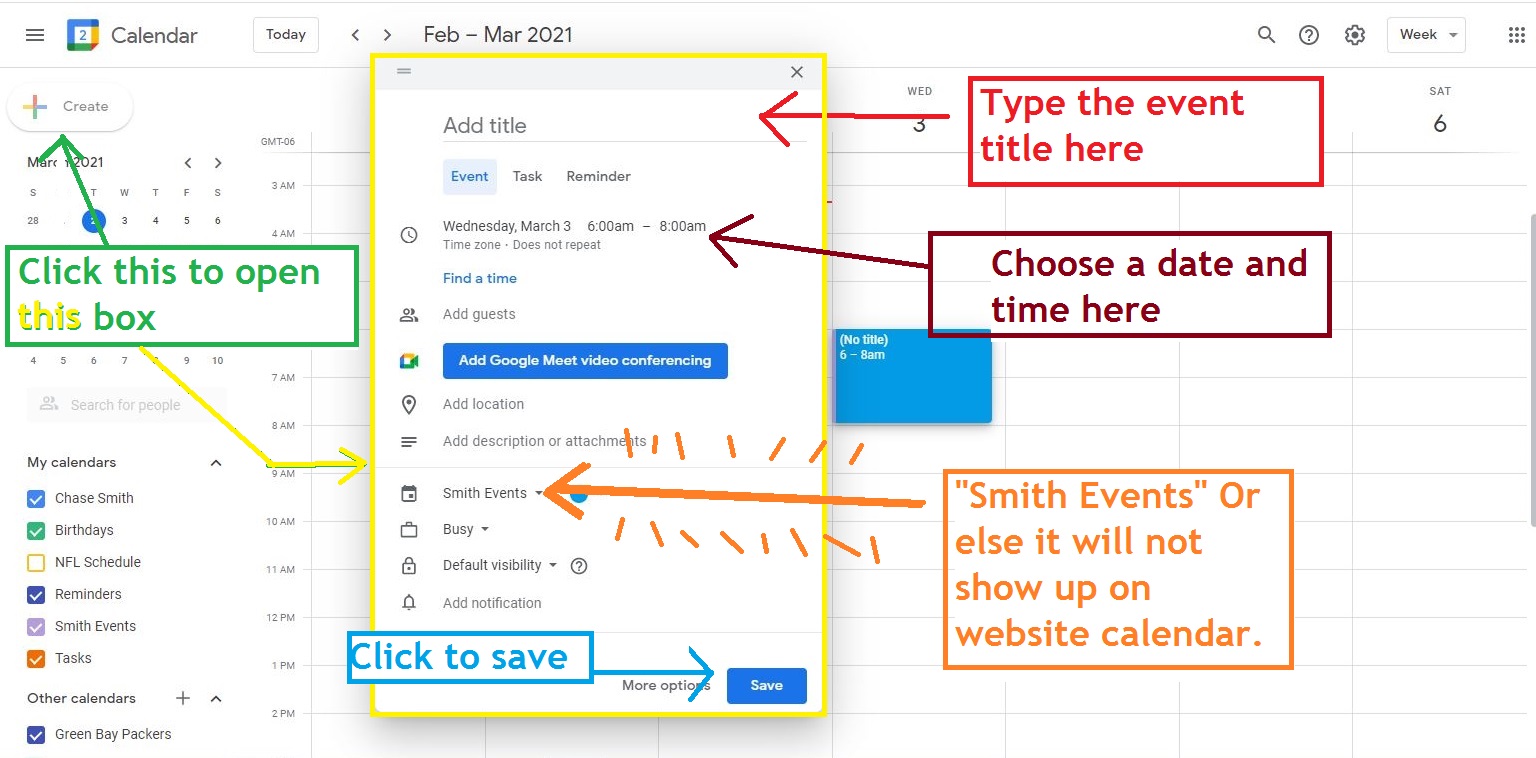 2
Calendar
Today
Feb – Mar 2021
Week
Create
GMT-06
WED
3
SAT
6
March 2021
S T W T F S
28 2 3 4 5 6
4 5 6 7 8 9 10
Search for people
My calendars
Chase Smith
Birthdays
NFL Schedule
Reminders
Smith Events
Tasks
Other calendars
Green Bay Packers
3 AM
4 AM
7 AM
8 AM
9 AM
10 AM
11 AM
12 PM
1 PM
2 PM
Add title
Event Task Reminder
Wednesday, March 3 6:00am – 8:00am
Time zone · Does not repeat
Find a time
Add guests
Add Google Meet video conferencing
Add location
Add description or attachments
Smith Events
Busy
Default visibility
Add notification
More options
Save
(No title)
6 – 8am
Click this to open
this box
Type the event
title here
Choose a date and
time here
"Smith Events" Or
else it will not
show up on
website calendar.
Click to save